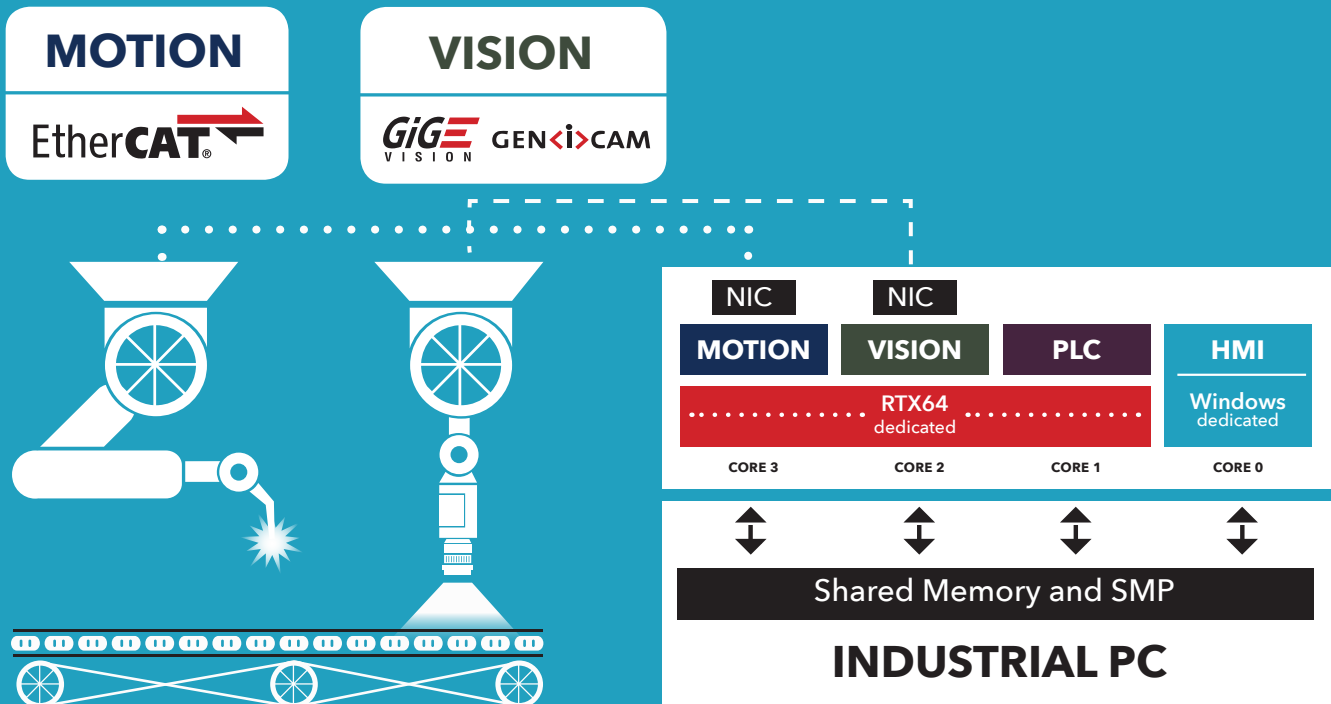 MOTION
EtherCAT®
VISION
GiGE
VISION
GEN<i>CAM
NIC
NIC
MOTION
VISION
PLC
HMI
RTX64
dedicated
Windows
dedicated
CORE 3
CORE 2
CORE 1
CORE 0
Shared Memory and SMP
INDUSTRIAL PC